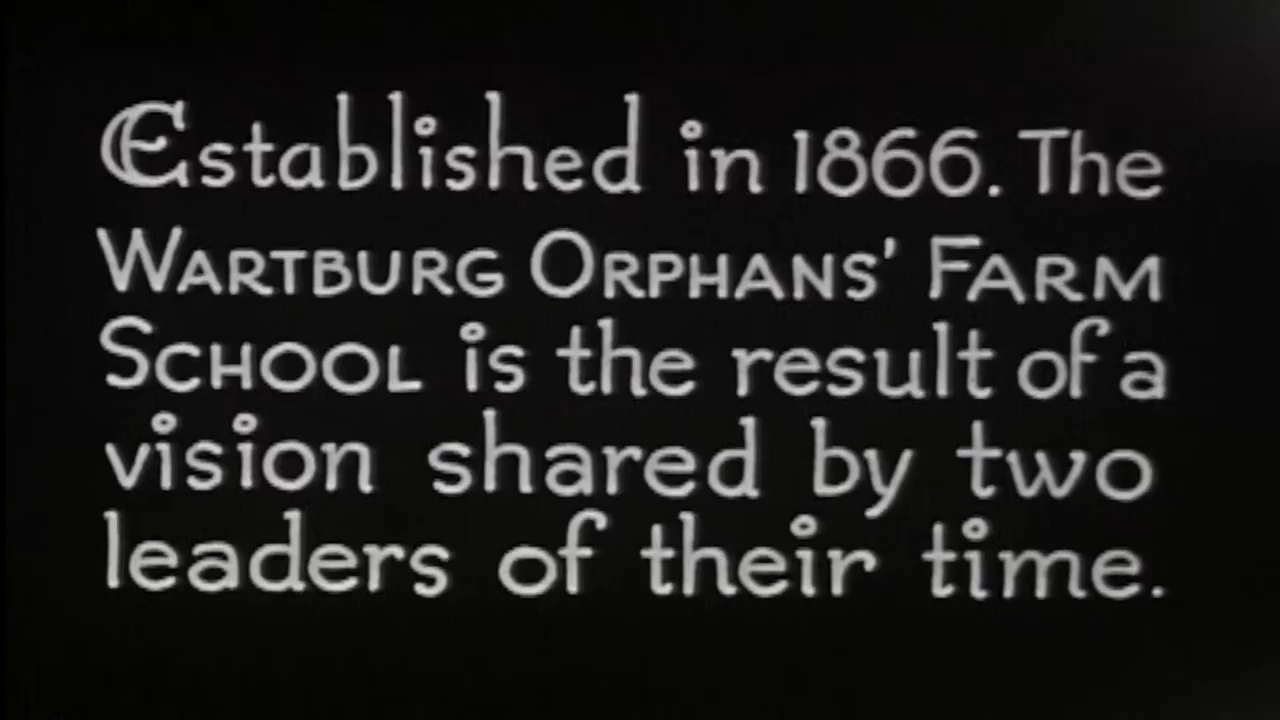 Established in 1866. The
WARTBURG ORPHANS' FARM
SCHOOL is the result of a
vision shared by two
leaders of their time.